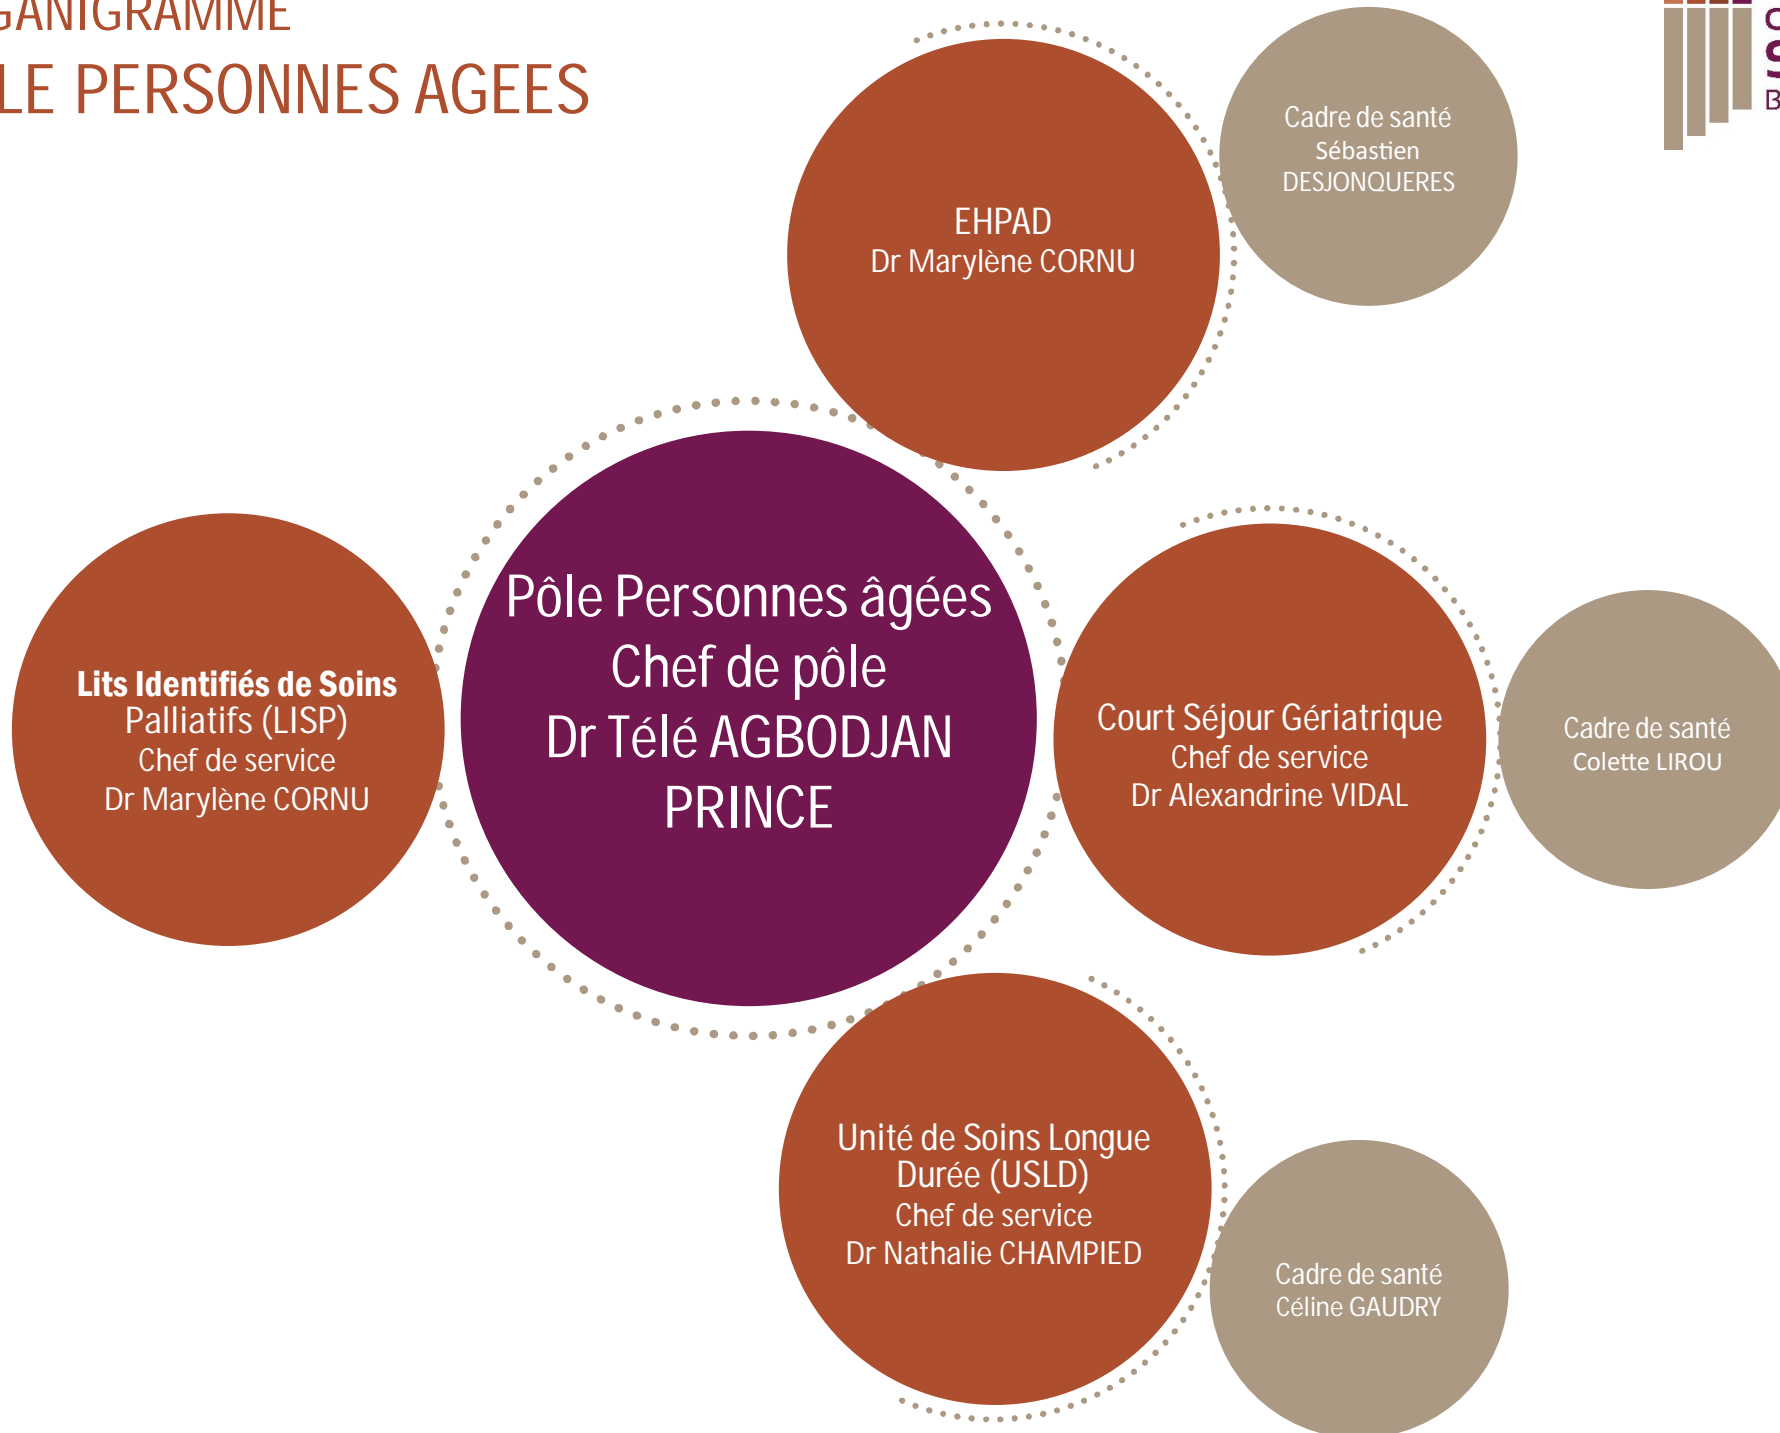 GANIGRAMME
LE PERSONNES AGEES
Cadre de santé
Sébastien
DESJONQUERES
EHPAD
Dr Marylène CORNU
Pôle Personnes âgées
Chef de pôle
Dr Télé AGBODJAN
PRINCE
Lits Identifiés de Soins
Palliatifs (LISP)
Chef de service
Dr Marylène CORNU
Court Séjour Gériatrique
Chef de service
Dr Alexandrine VIDAL
Cadre de santé
Colette LIROU
Unité de Soins Longue
Durée (USLD)
Chef de service
Dr Nathalie CHAMPIED
Cadre de santé
Céline GAUDRY